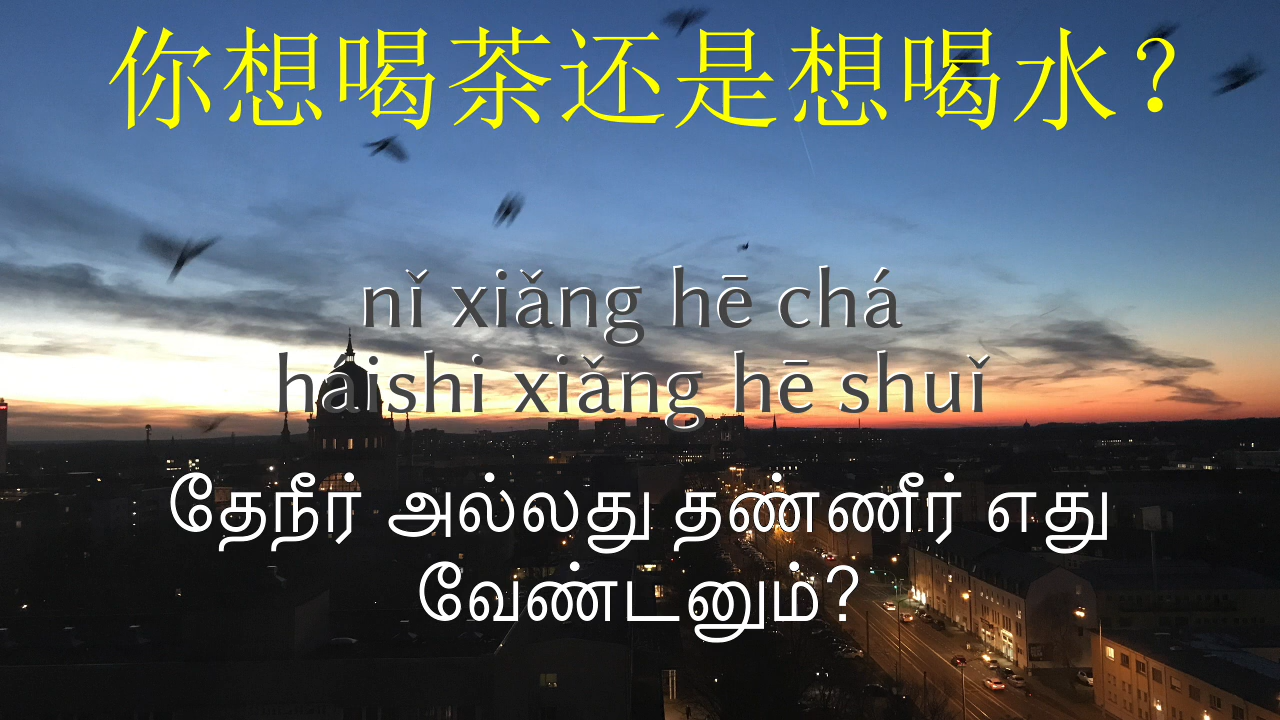 你想喝茶还是想喝水？
nǐ xiǎng hē chá
háishi xiǎng hē shuǐ
தேநீர் அல்லது தண்ணீர் எது
வேண்டனும்?